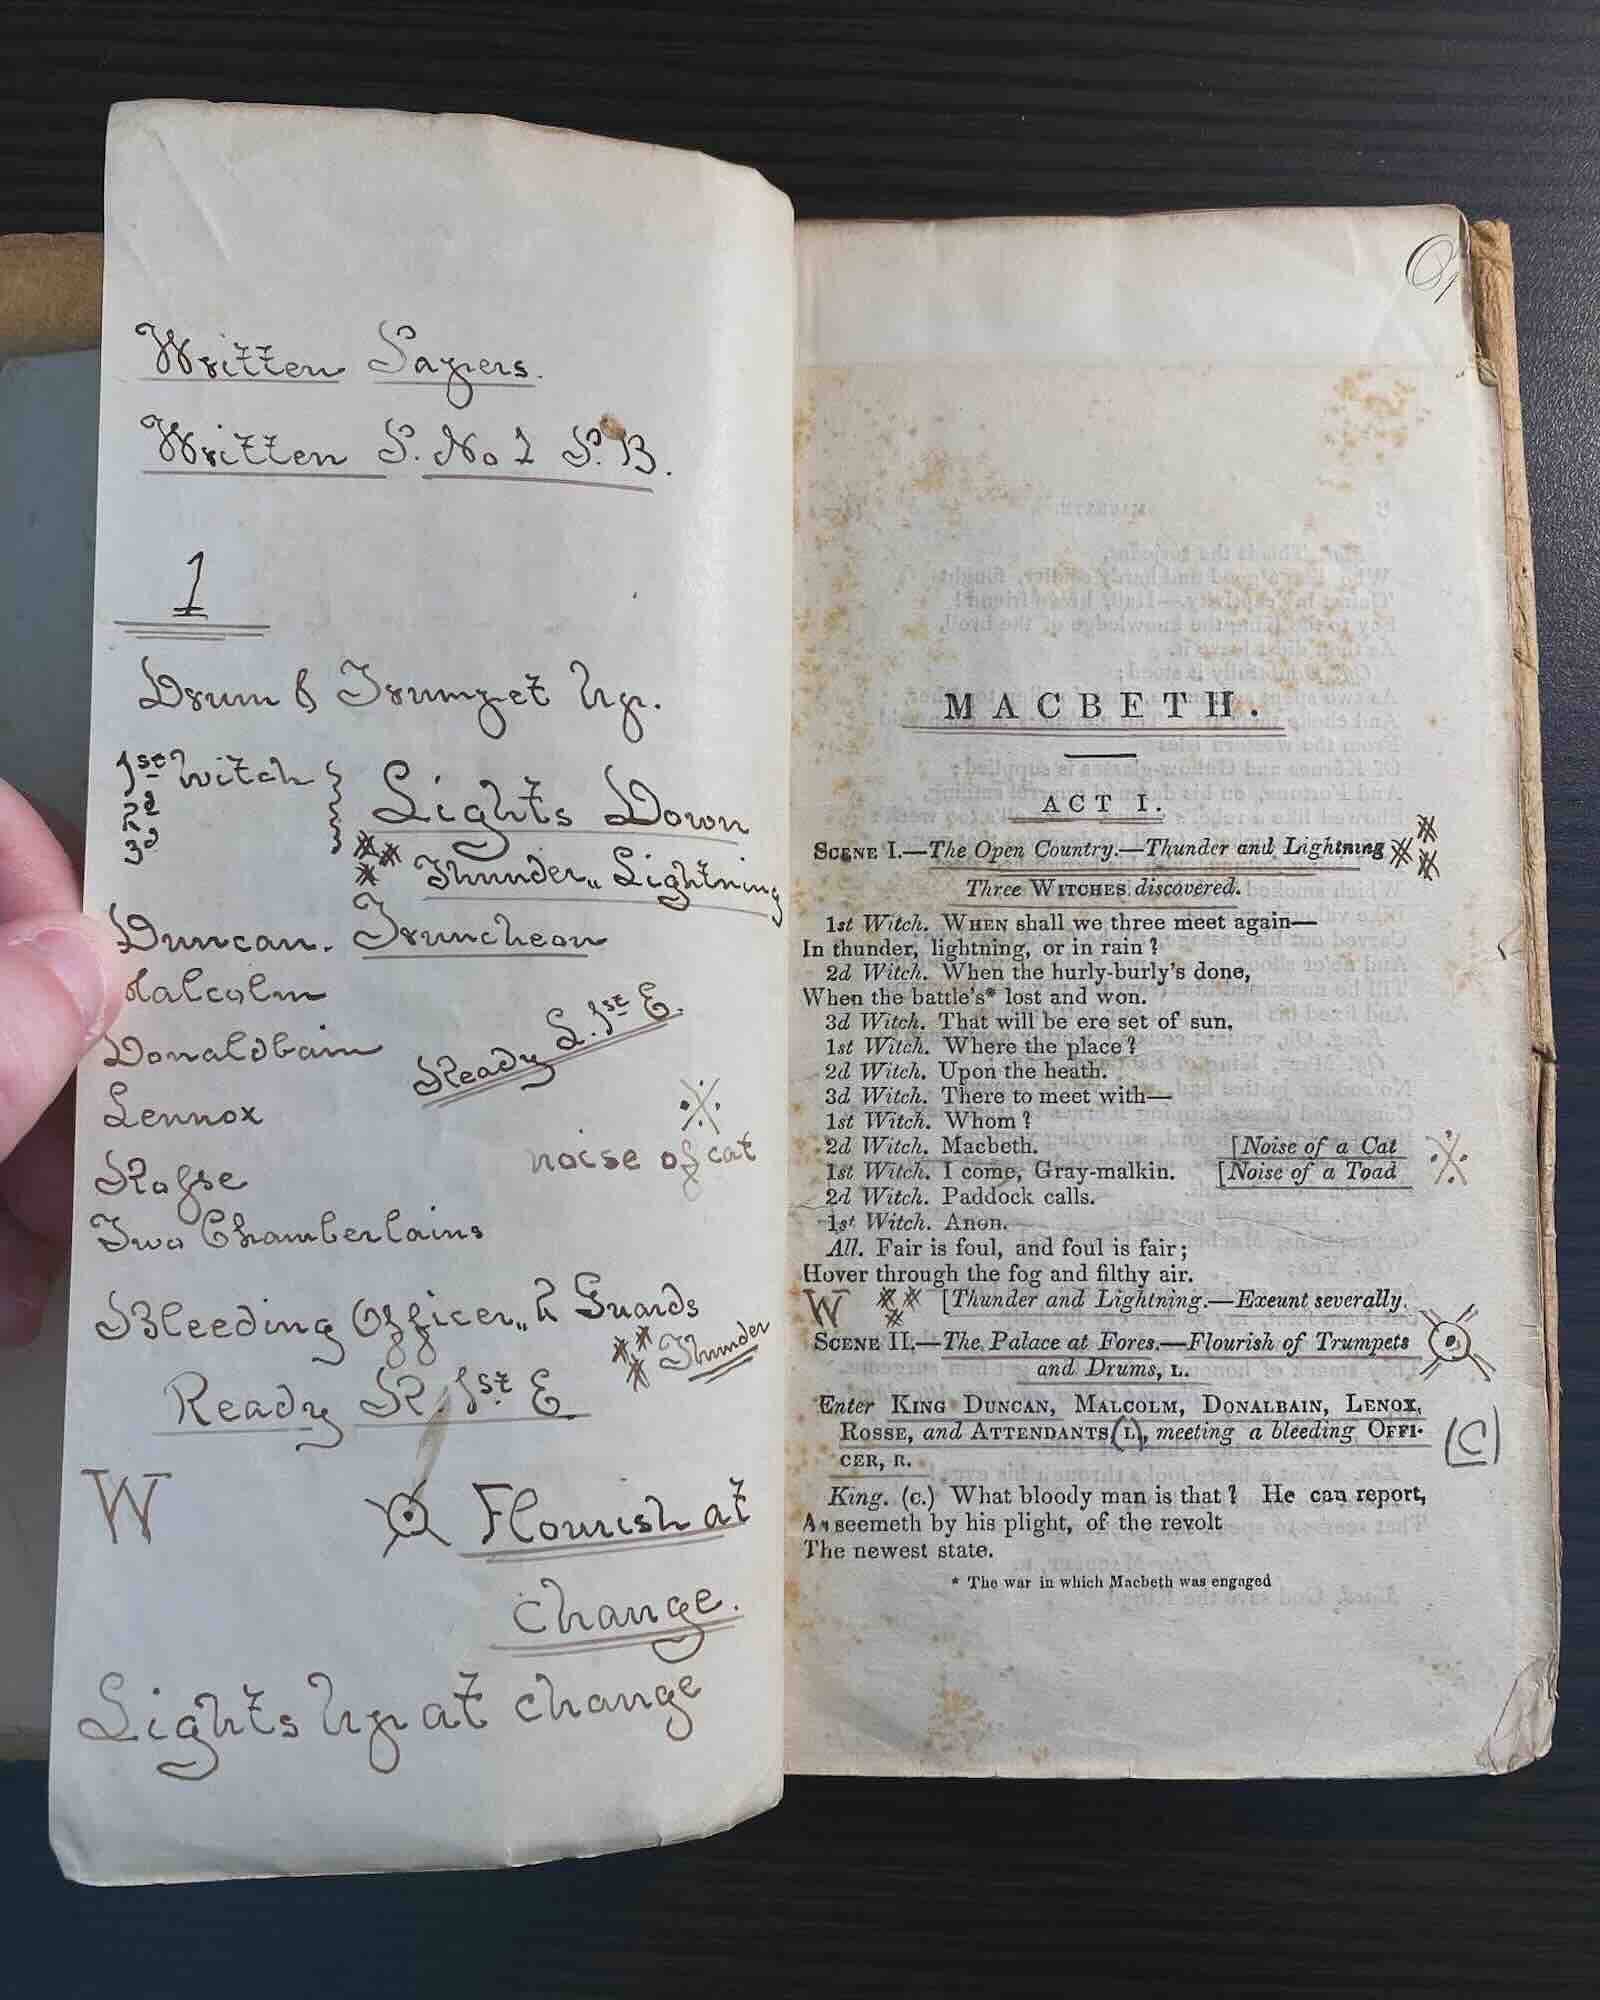 Written Papers.
Written P. No 1 P. B.
1
Drum & Trumpet Up.
1st Witch
2d
3d
Lights Down
Thunder „ Lightning
Duncan. Truncheon
Malcolm
Donaldbain
Ready L. 1st E.
Lennox
noise of cat
Rosse
Two Chamberlains
Bleeding Officer „ 2 Guards
Thunder
Ready R. 1st E.
W
Flourish at
change.
Lights Up at change
MACBETH.
ACT I.
SCENE I.—The Open Country.—Thunder and Lightning
Three WITCHES discovered.
1st Witch. WHEN shall we three meet again—
In thunder, lightning, or in rain?
2d Witch. When the hurly-burly's done,
When the battle's* lost and won.
3d Witch. That will be ere set of sun.
1st Witch. Where the place?
2d Witch. Upon the heath.
3d Witch. There to meet with—
1st Witch. Whom?
2d Witch. Macbeth. [Noise of a Cat
1st Witch. I come, Gray-malkin. [Noise of a Toad
2d Witch. Paddock calls.
1st Witch. Anon.
All. Fair is foul, and foul is fair;
Hover through the fog and filthy air.
W [Thunder and Lightning.—Exeunt severally.
SCENE II.—The Palace at Fores.—Flourish of Trumpets
and Drums, L.
Enter KING DUNCAN, MALCOLM, DONALBAIN, LENOX,
ROSSE, and ATTENDANTS (L), meeting a bleeding OFFI-
CER, R.
(C)
King. (C.) What bloody man is that? He can report,
As seemeth by his plight, of the revolt
The newest state.
* The war in which Macbeth was engaged